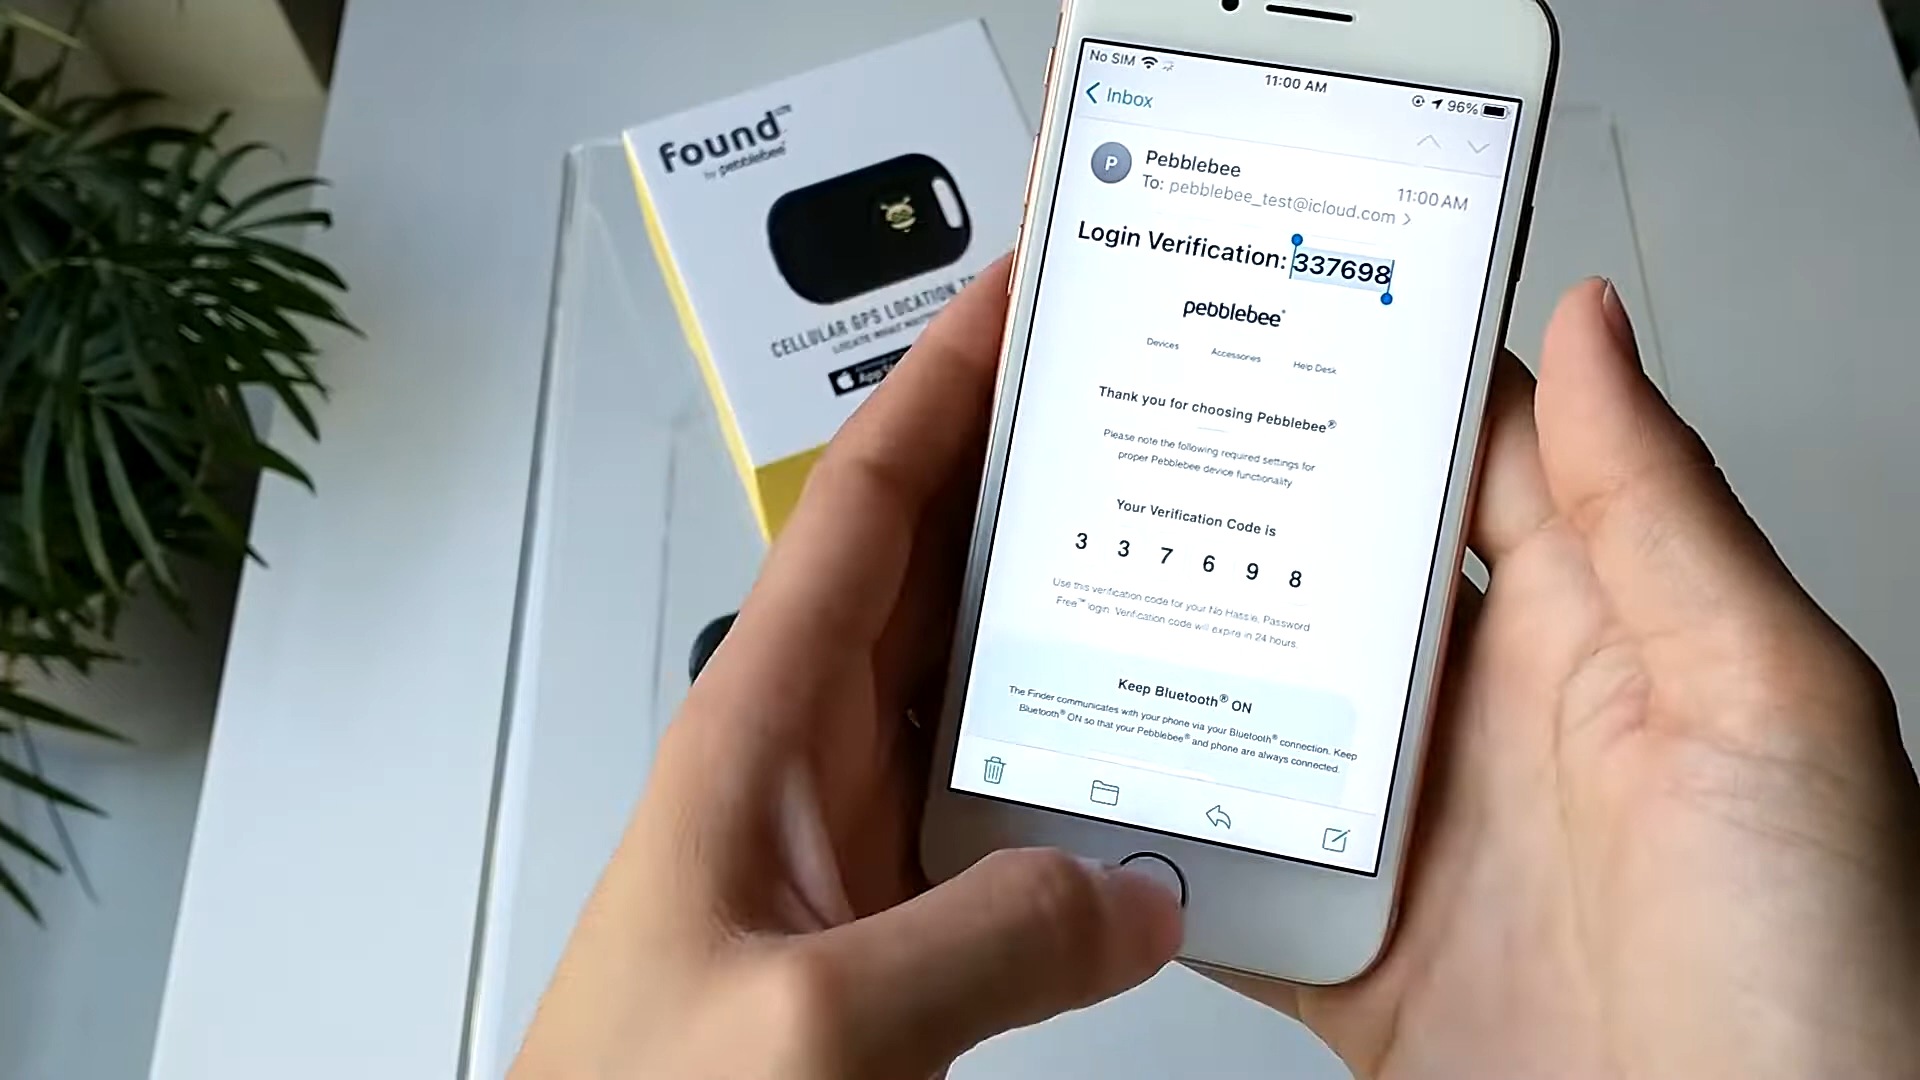 found LTE
by pebblebee
CELLULAR GPS LOCATION
LOCATE WHAT
App
No SIM
11:00 AM
96%
Inbox
P
Pebblebee
11:00 AM
To: pebblebee_test@icloud.com
Login Verification: 337698
pebblebee®
Devices Accessories Help Desk
Thank you for choosing Pebblebee®
Please note the following required settings for
proper Pebblebee device functionality
Your Verification Code is
3 3 7 6 9 8
Use this verification code for your No Hassle, Password
Free™ login. Verification code will expire in 24 hours.
Keep Bluetooth® ON
The Finder communicates with your phone via your Bluetooth® connection. Keep
Bluetooth® ON so that your Pebblebee® and phone are always connected.